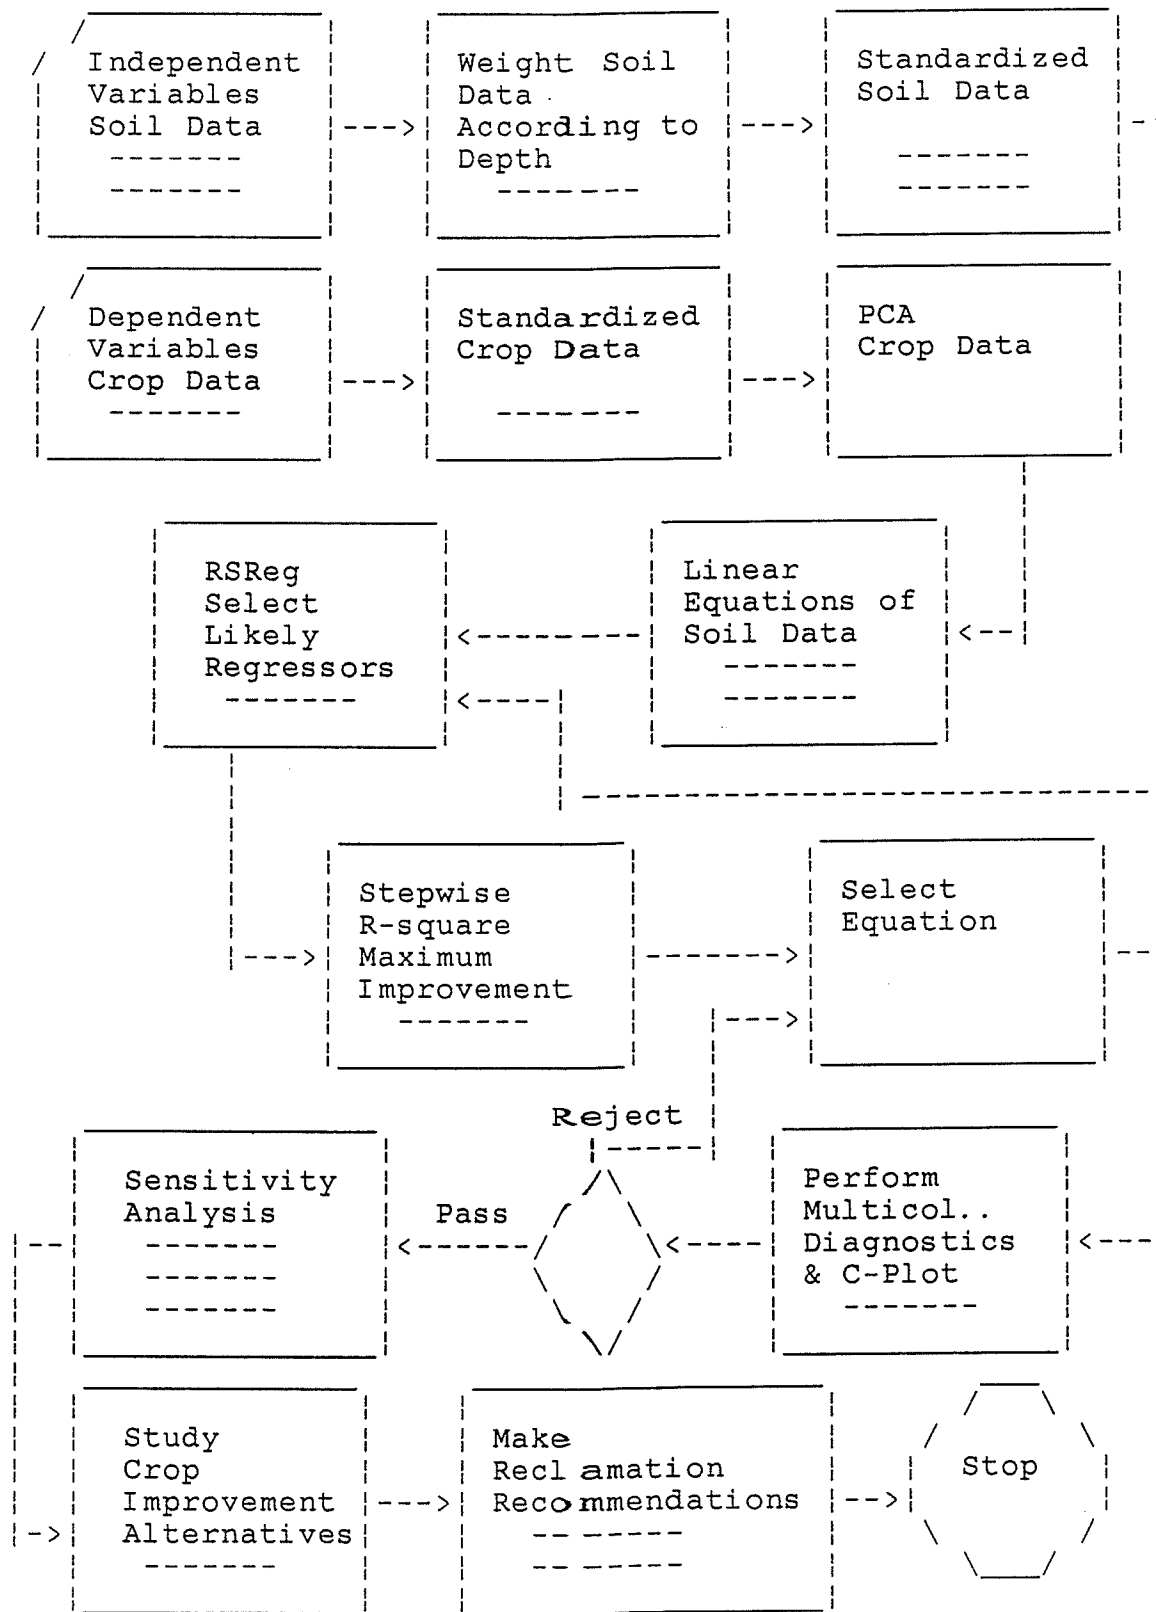 Independent
Variables
Soil Data
Weight Soil
Data
According to
Depth
Standardized
Soil Data
Dependent
Variables
Crop Data
Standardized
Crop Data
PCA
Crop Data
RSReg
Select
Likely
Regressors
Linear
Equations of
Soil Data
Stepwise
R-square
Maximum
Improvement
Select
Equation
Reject
Sensitivity
Analysis
Pass
Perform
Multicol..
Diagnostics
& C-Plot
Study
Crop
Improvement
Alternatives
Make
Reclamation
Recommendations
Stop